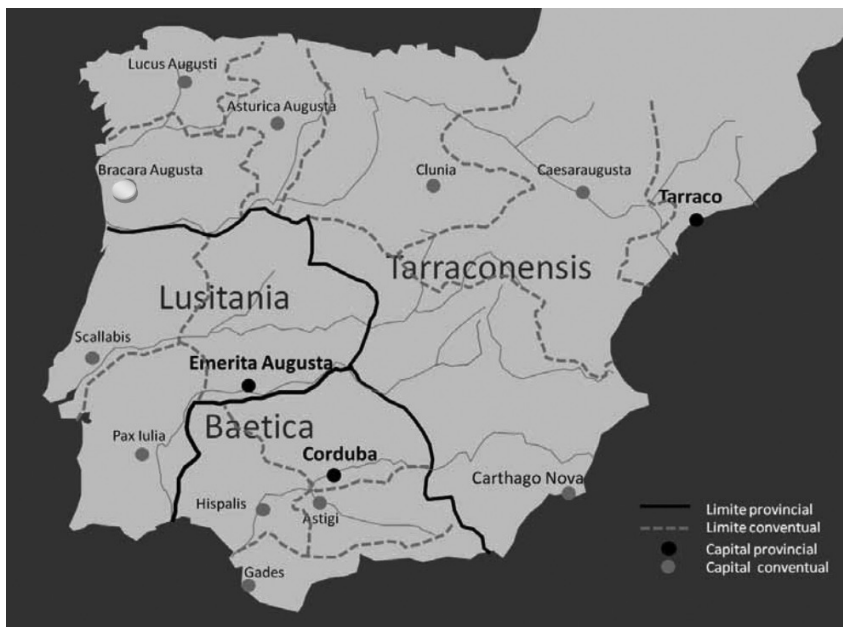 Lucus Augusti
Asturica Augusta
Bracara Augusta
Clunia
Caesaraugusta
Tarraco
Tarraconensis
Lusitania
Scallabis
Emerita Augusta
Baetica
Pax Iulia
Corduba
Carthago Nova
Hispalis
Astigi
Gades
Limite provincial
Limite conventual
Capital provincial
Capital conventual